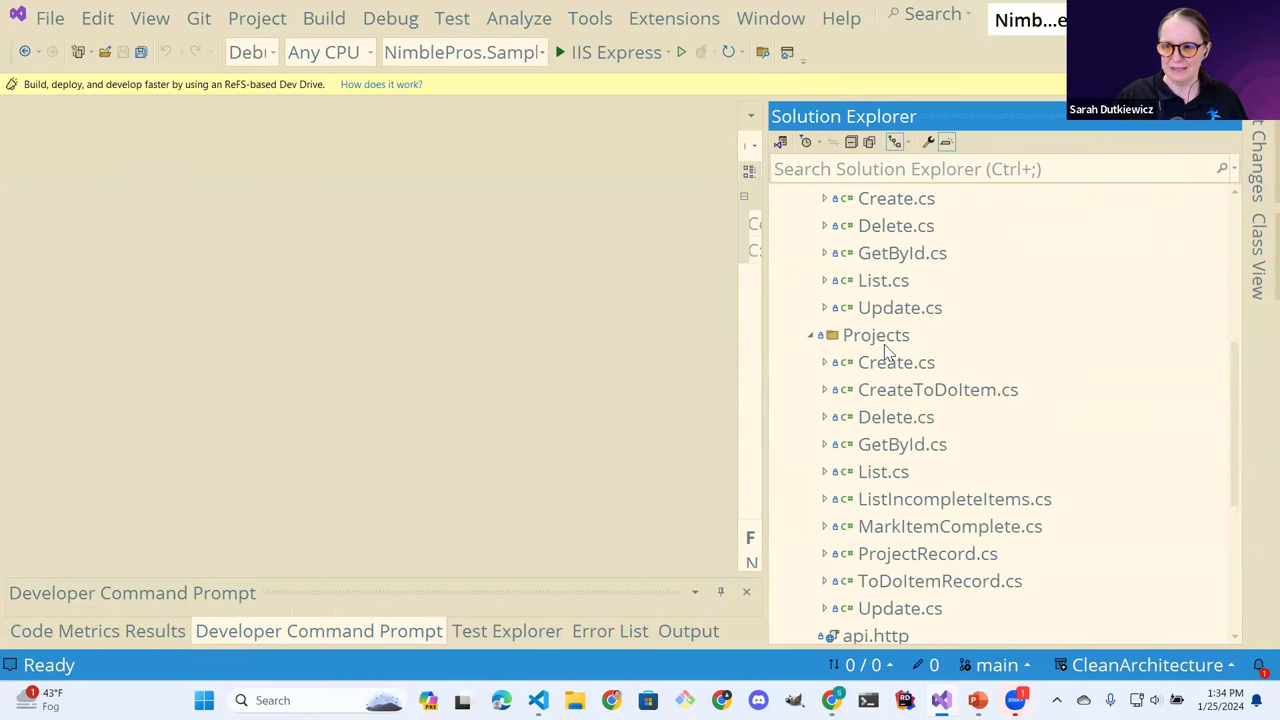 File Edit View Git Project Build Debug Test Analyze Tools Extensions Window Help Search Nimb...e
Sarah Dutkiewicz
Any CPU NimblePros.Sampl IIS Express
Build, deploy, and develop faster by using an ReFS-based Dev Drive. How does it work?
Solution Explorer
Search Solution Explorer (Ctrl+;)
C# Create.cs
C# Delete.cs
C# GetById.cs
C# List.cs
C# Update.cs
Projects
C# Create.cs
C# CreateToDoItem.cs
C# Delete.cs
C# GetById.cs
C# List.cs
C# ListIncompleteItems.cs
C# MarkItemComplete.cs
C# ProjectRecord.cs
C# ToDoItemRecord.cs
C# Update.cs
api.http
Class View
F
N
Developer Command Prompt
Code Metrics Results Developer Command Prompt Test Explorer Error List Output
Ready 0 / 0 0 main CleanArchitecture
1 43°F Fog Search 1:34 PM 1/25/2024